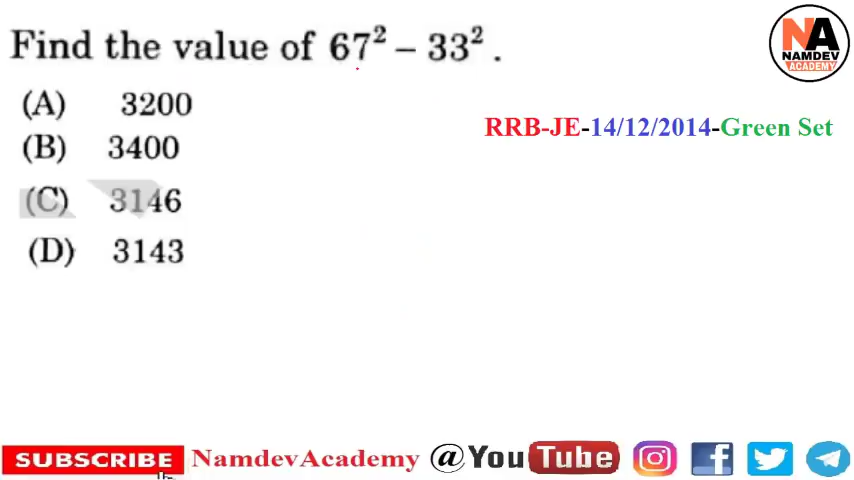 Find the value of 67² – 33² .
NA
NAMDEV
ACADEMY
(A) 3200
RRB-JE-14/12/2014-Green Set
(B) 3400
(C) 3146
(D) 3143
SUBSCRIBE NamdevAcademy @YouTube